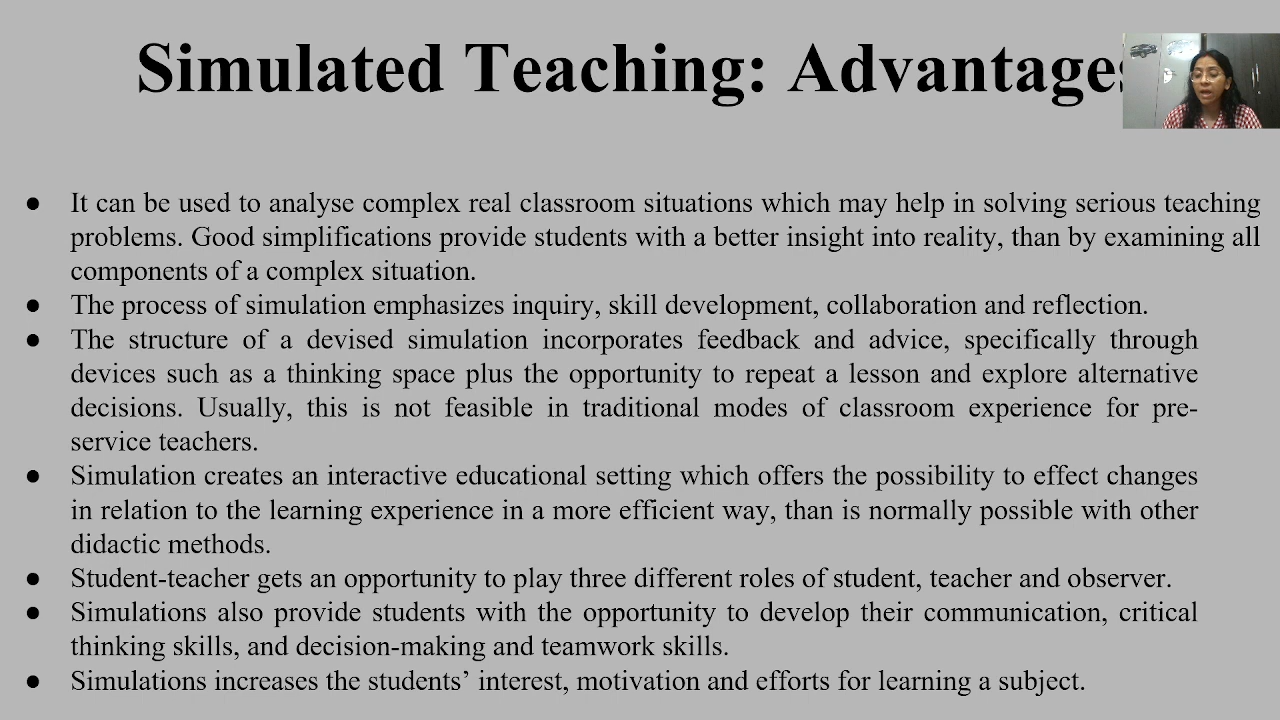 Simulated Teaching: Advantages
● It can be used to analyse complex real classroom situations which may help in solving serious teaching
problems. Good simplifications provide students with a better insight into reality, than by examining all
components of a complex situation.
● The process of simulation emphasizes inquiry, skill development, collaboration and reflection.
● The structure of a devised simulation incorporates feedback and advice, specifically through
devices such as a thinking space plus the opportunity to repeat a lesson and explore alternative
decisions. Usually, this is not feasible in traditional modes of classroom experience for pre-
service teachers.
● Simulation creates an interactive educational setting which offers the possibility to effect changes
in relation to the learning experience in a more efficient way, than is normally possible with other
didactic methods.
● Student-teacher gets an opportunity to play three different roles of student, teacher and observer.
● Simulations also provide students with the opportunity to develop their communication, critical
thinking skills, and decision-making and teamwork skills.
● Simulations increases the students’ interest, motivation and efforts for learning a subject.